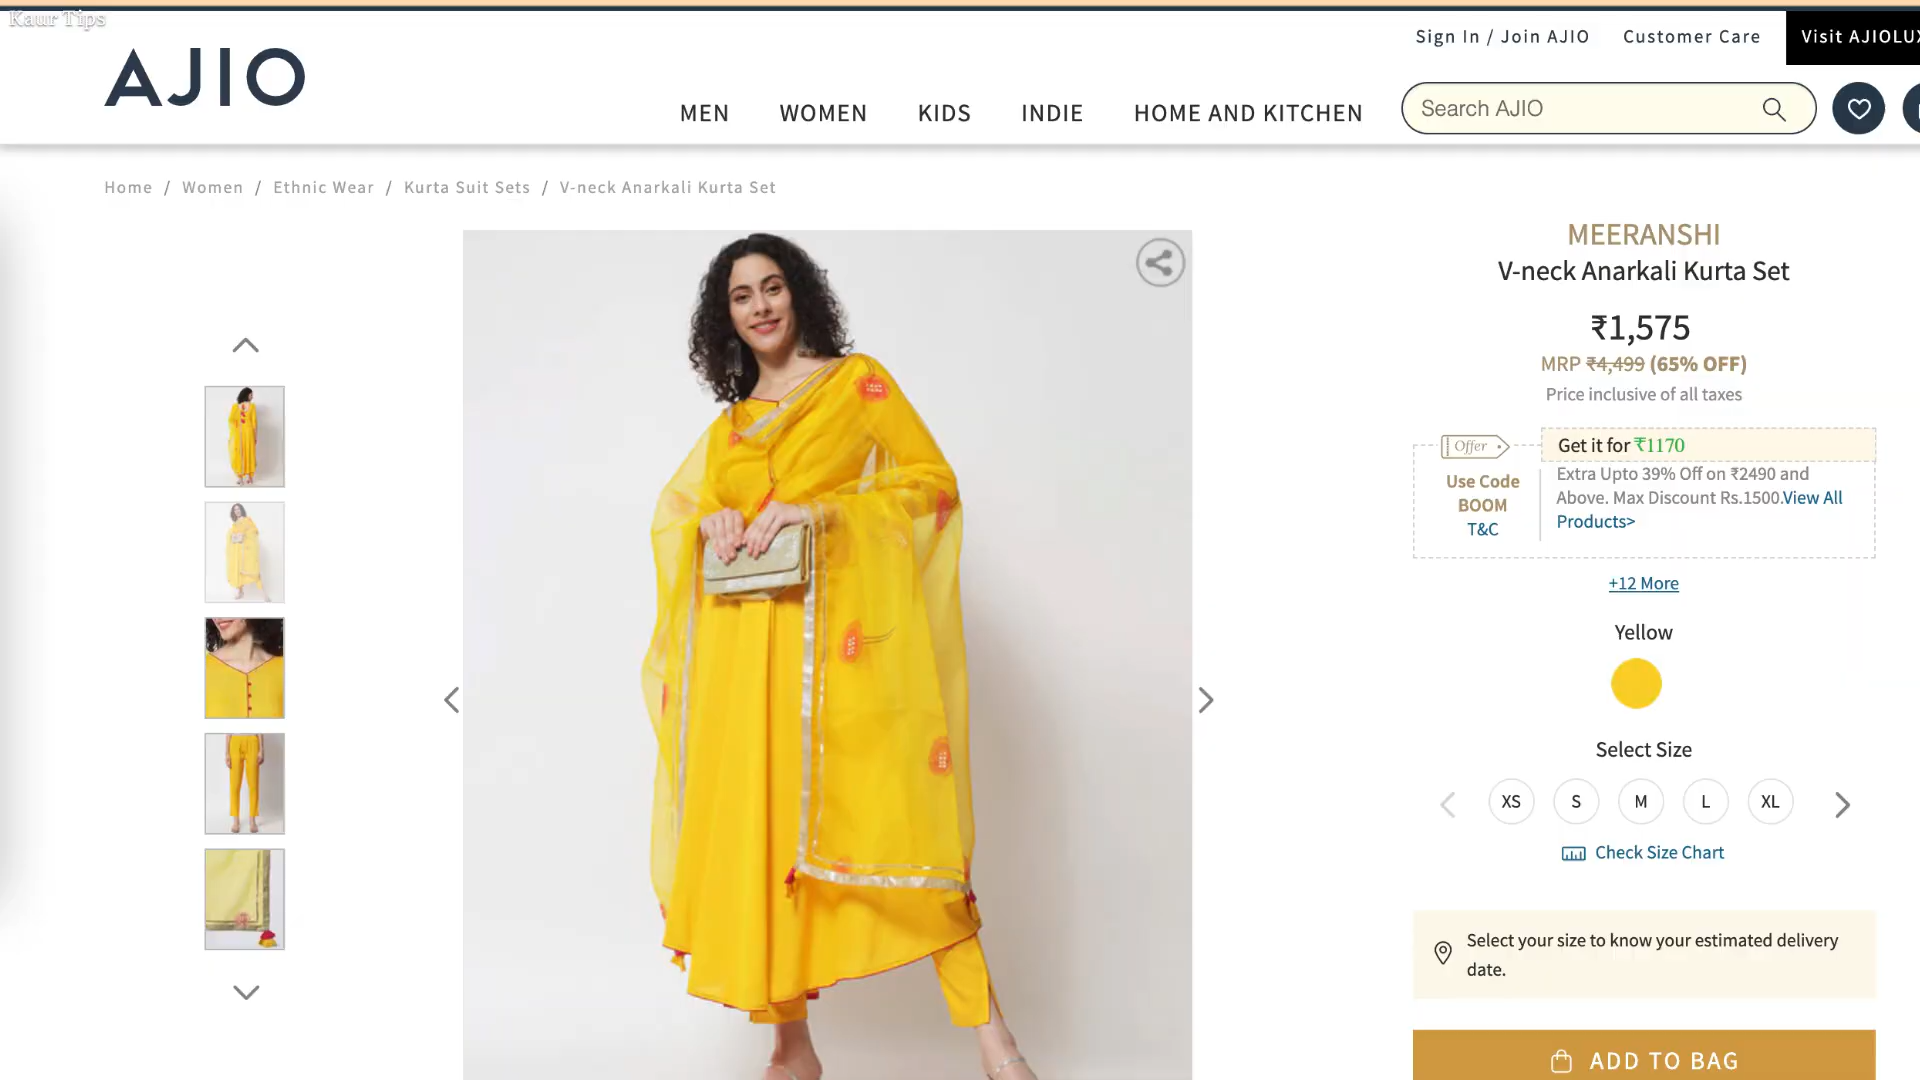 Kaur Tips
Sign In / Join AJIO
Customer Care
Visit AJIOLUX
AJIO
MEN
WOMEN
KIDS
INDIE
HOME AND KITCHEN
Search AJIO
Home / Women / Ethnic Wear / Kurta Suit Sets / V-neck Anarkali Kurta Set
MEERANSHI
V-neck Anarkali Kurta Set
₹1,575
MRP ₹4,499 (65% OFF)
Price inclusive of all taxes
Offer
Use Code
BOOM
T&C
Get it for ₹1170
Extra Upto 39% Off on ₹2490 and
Above. Max Discount Rs.1500.View All
Products>
+12 More
Yellow
Select Size
XS
S
M
L
XL
Check Size Chart
Select your size to know your estimated delivery
date.
ADD TO BAG